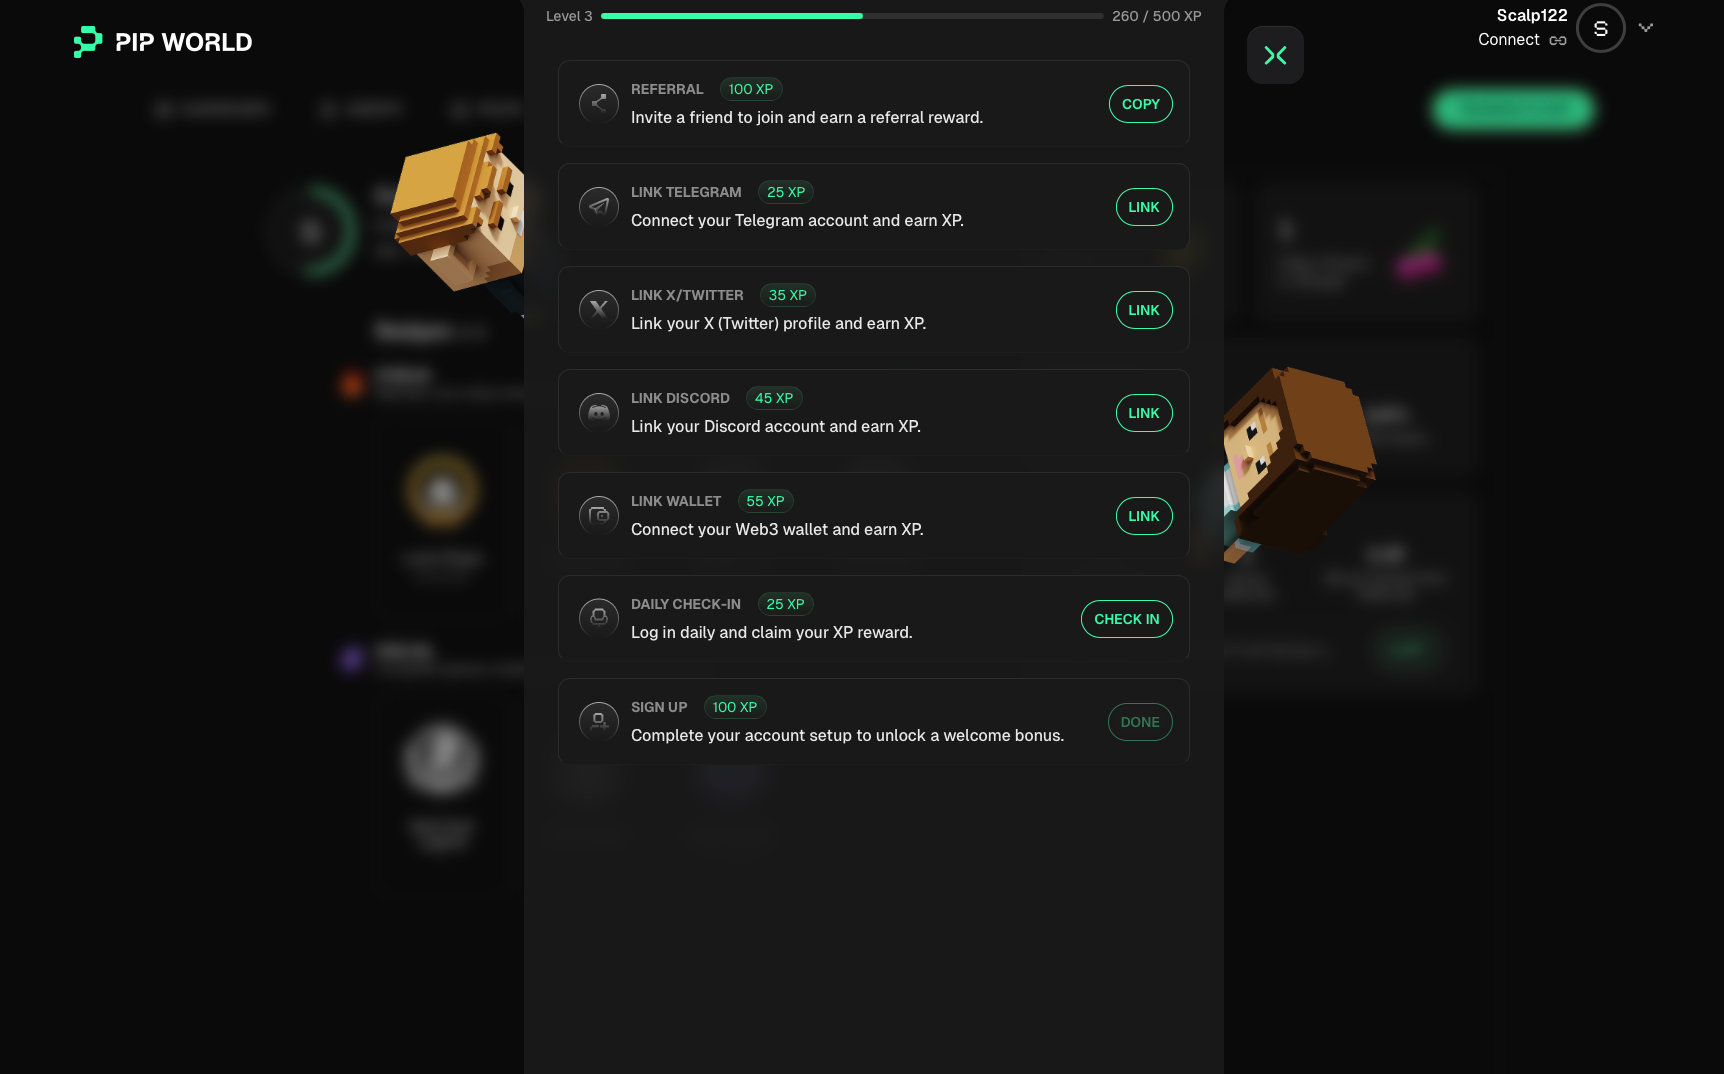 Level 3
260 / 500 XP
PIP WORLD
Scalp122
Connect
S
REFERRAL 100 XP
Invite a friend to join and earn a referral reward.
COPY
LINK TELEGRAM 25 XP
Connect your Telegram account and earn XP.
LINK
LINK X/TWITTER 35 XP
Link your X (Twitter) profile and earn XP.
LINK
LINK DISCORD 45 XP
Link your Discord account and earn XP.
LINK
LINK WALLET 55 XP
Connect your Web3 wallet and earn XP.
LINK
DAILY CHECK-IN 25 XP
Log in daily and claim your XP reward.
CHECK IN
SIGN UP 100 XP
Complete your account setup to unlock a welcome bonus.
DONE